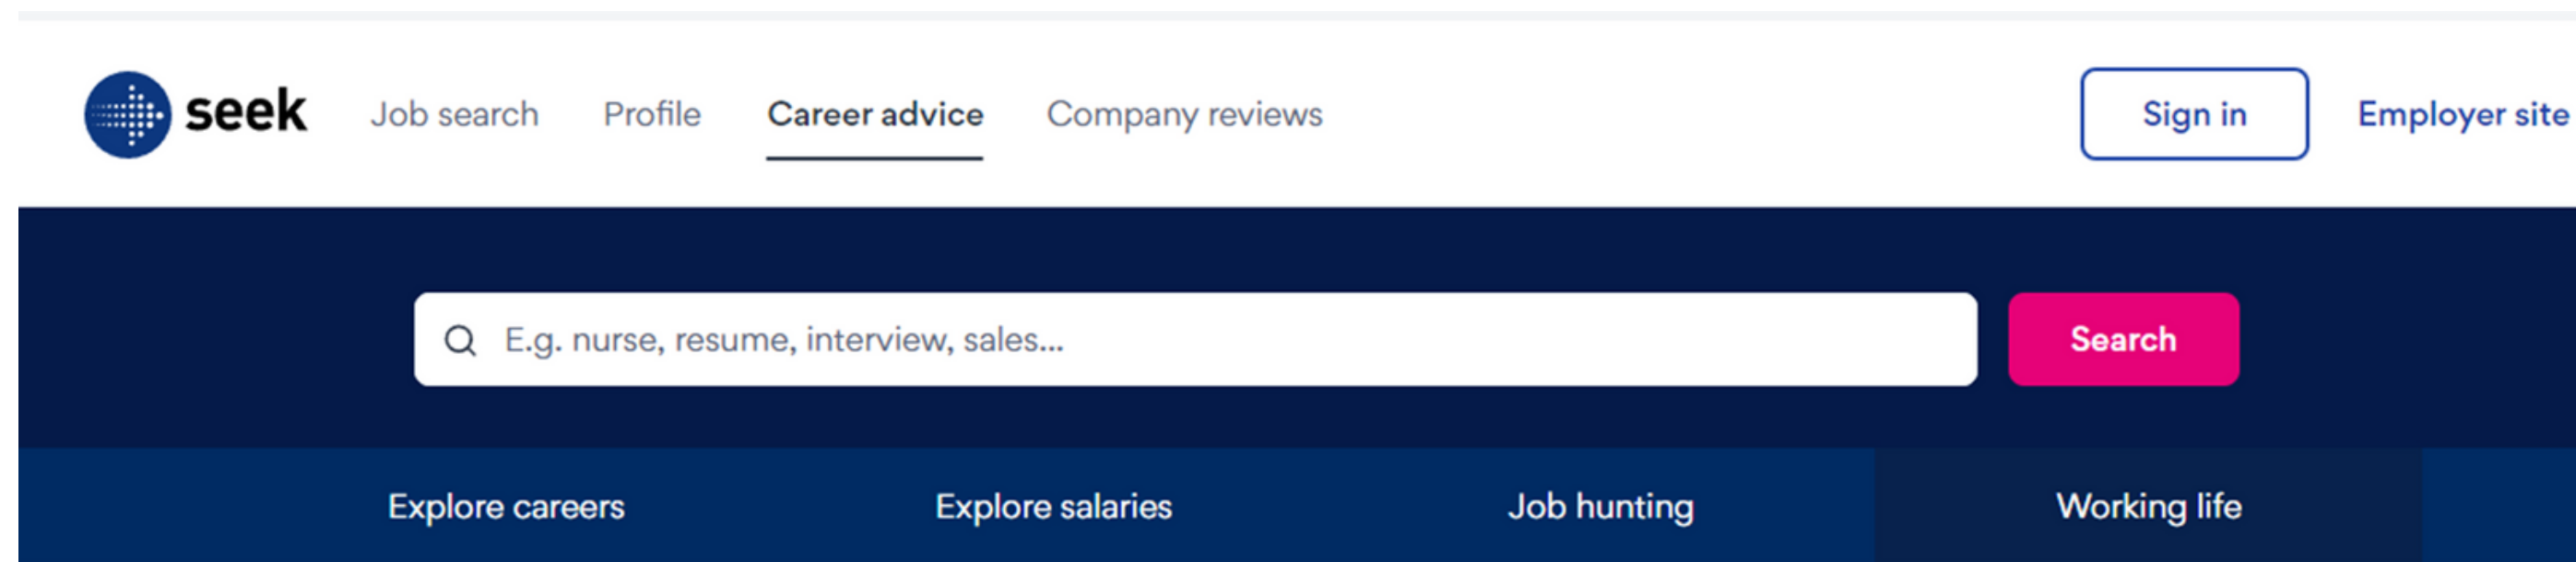 seek Job search Profile Career advice Company reviews Sign in Employer site
E.g. nurse, resume, interview, sales... Search
Explore careers Explore salaries Job hunting Working life